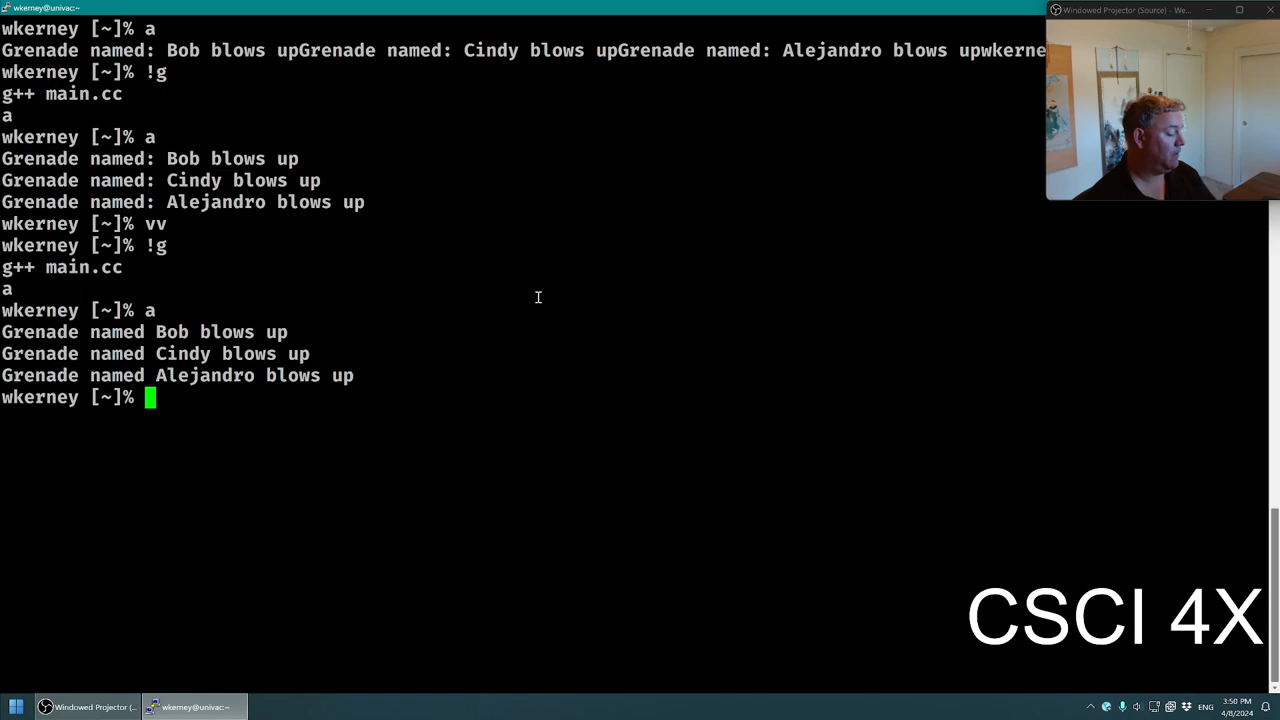 wkerney@univac:~
Windowed Projector (Source) - We...
wkerney [~]% a
Grenade named: Bob blows upGrenade named: Cindy blows upGrenade named: Alejandro blows upwkerne
wkerney [~]% !g
g++ main.cc
a
wkerney [~]% a
Grenade named: Bob blows up
Grenade named: Cindy blows up
Grenade named: Alejandro blows up
wkerney [~]% vv
wkerney [~]% !g
g++ main.cc
a
wkerney [~]% a
Grenade named Bob blows up
Grenade named Cindy blows up
Grenade named Alejandro blows up
wkerney [~]%
CSCI 4X
Windowed Projector (...
wkerney@univac:~
ENG
3:50 PM
4/8/2024